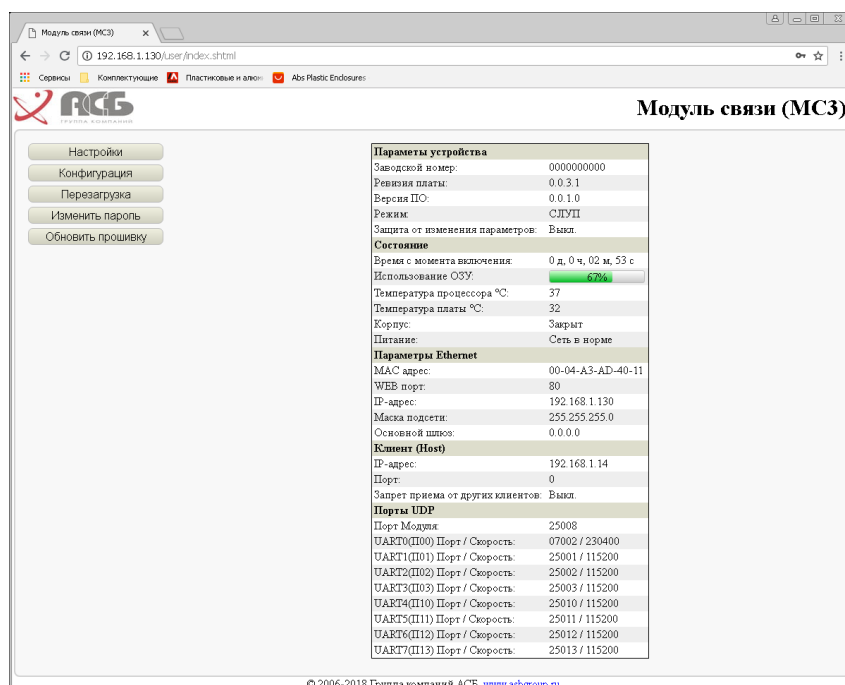 Модуль связи (МС3)
192.168.1.130/user/index.shtml
Сервисы Комплектующие Пластиковые и алюм Abs Plastic Enclosures
АСБ
ГРУППА КОМПАНИЙ
Модуль связи (МС3)
Настройки
Конфигурация
Перезагрузка
Изменить пароль
Обновить прошивку
Параметы устройства
Заводской номер: 0000000000
Ревизия платы: 0.0.3.1
Версия ПО: 0.0.1.0
Режим: СЛУП
Защита от изменения параметров: Выкл.
Состояние
Время с момента включения: 0 д, 0 ч, 02 м, 53 с
Использование ОЗУ: 67%
Температура процессора °C: 37
Температура платы °C: 32
Корпус: Закрыт
Питание: Сеть в норме
Параметры Ethernet
MAC адрес: 00-04-A3-AD-40-11
WEB порт: 80
IP-адрес: 192.168.1.130
Маска подсети: 255.255.255.0
Основной шлюз: 0.0.0.0
Клиент (Host)
IP-адрес: 192.168.1.14
Порт: 0
Запрет приема от других клиентов: Выкл.
Порты UDP
Порт Модуля: 25008
UART0(П00) Порт / Скорость: 07002 / 230400
UART1(П01) Порт / Скорость: 25001 / 115200
UART2(П02) Порт / Скорость: 25002 / 115200
UART3(П03) Порт / Скорость: 25003 / 115200
UART4(П10) Порт / Скорость: 25010 / 115200
UART5(П11) Порт / Скорость: 25011 / 115200
UART6(П12) Порт / Скорость: 25012 / 115200
UART7(П13) Порт / Скорость: 25013 / 115200
© 2006-2018 Группа компаний АСБ, www.asbgroup.ru